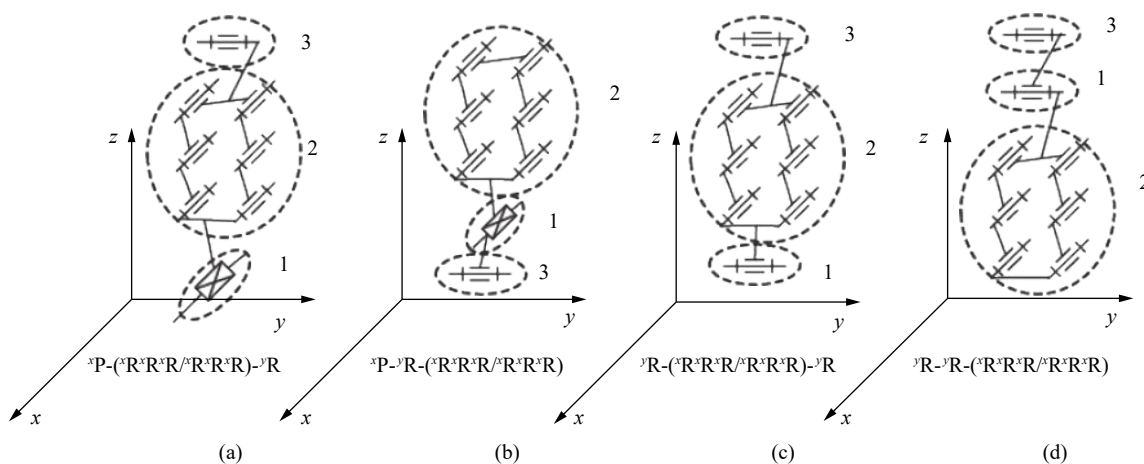 3
2
1
z
y
x
ˣP-(ˣRˣRˣR/ˣRˣRˣR)-ʸR
(a)
2
1
3
z
y
x
ˣP-ʸR-(ˣRˣRˣR/ˣRˣRˣR)
(b)
3
2
1
z
y
x
ʸR-(ˣRˣRˣR/ˣRˣRˣR)-ʸR
(c)
3
1
2
z
y
x
ʸR-ʸR-(ˣRˣRˣR/ˣRˣRˣR)
(d)